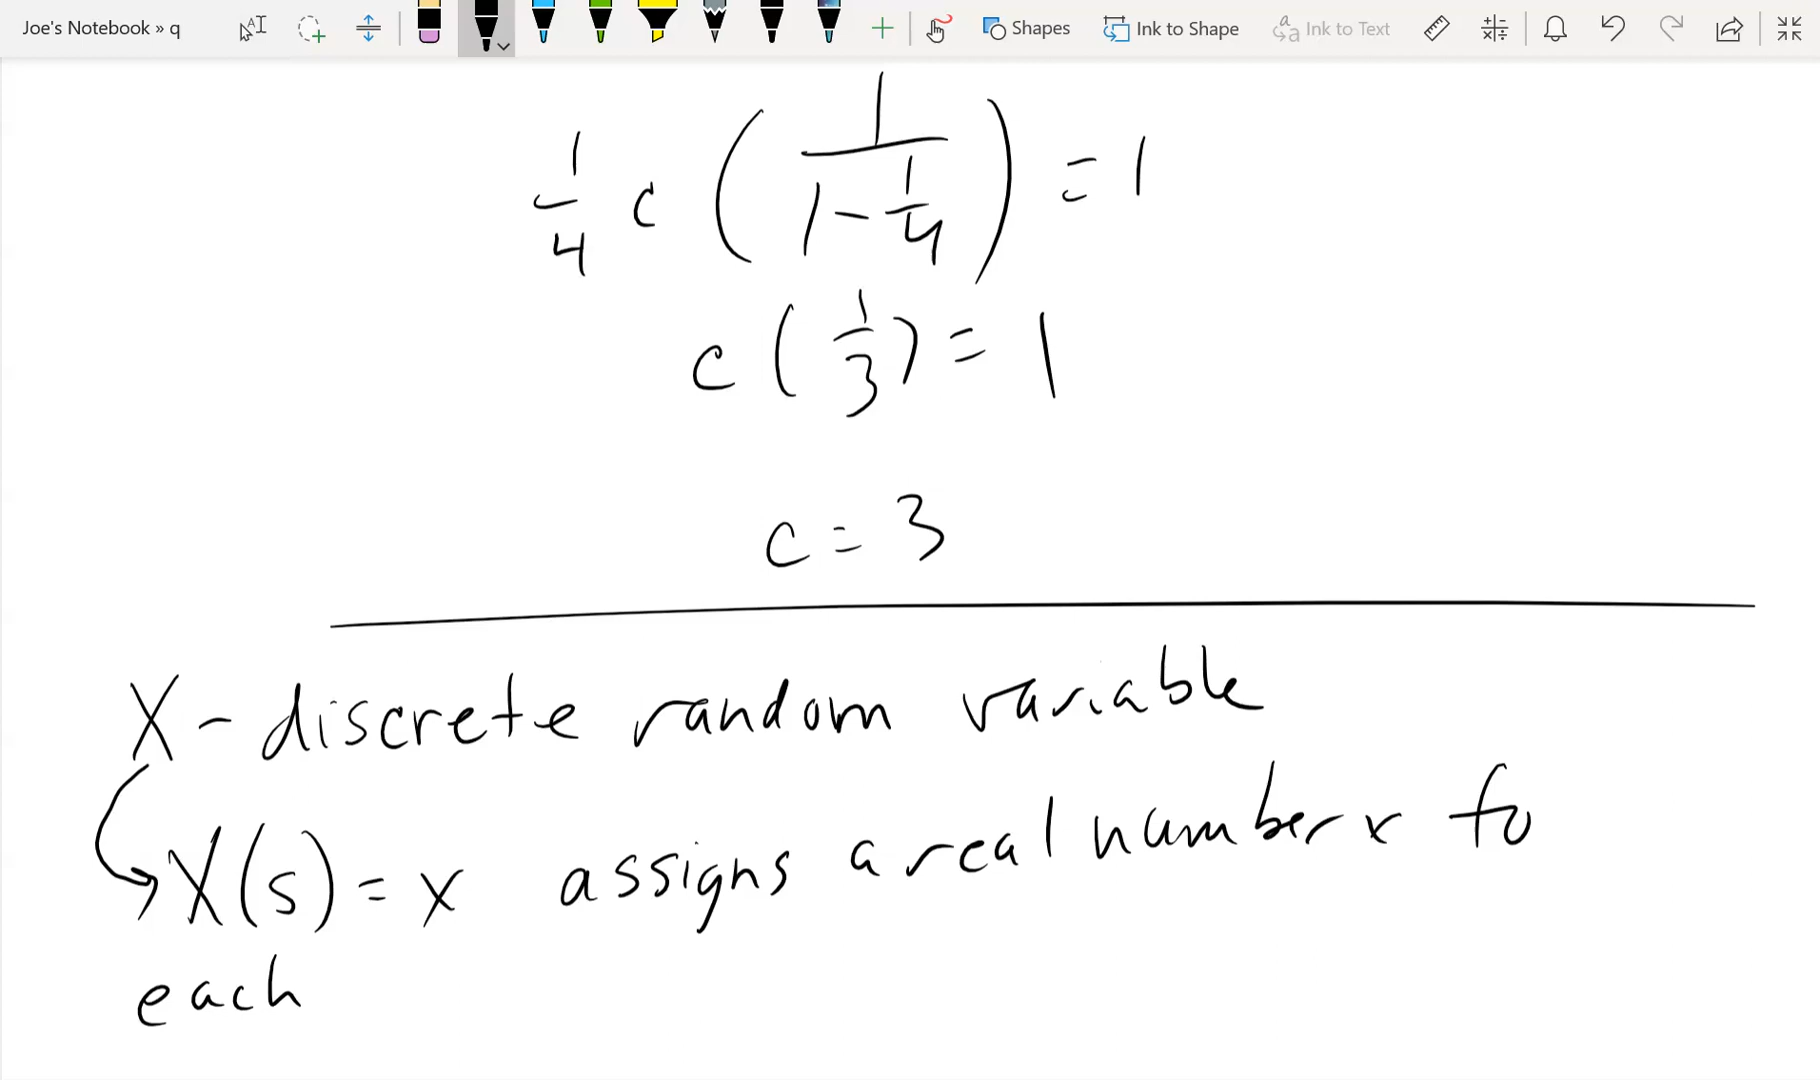 Joe's Notebook » q Shapes Ink to Shape Ink to Text
1/4 c (1/(1 - 1/4)) = 1
c (1/3) = 1
c = 3
X - discrete random variable
X(s) = x assigns a real number x to
each